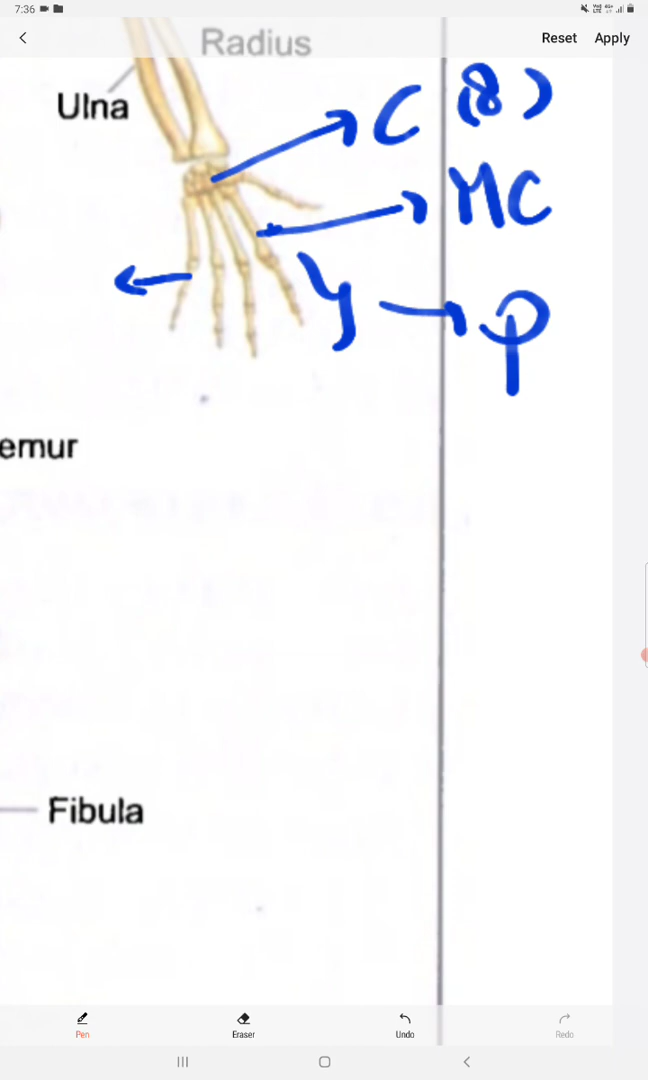 7:36
Reset Apply
Radius
Ulna
C (8)
MC
P
emur
Fibula
Pen Eraser Undo Redo